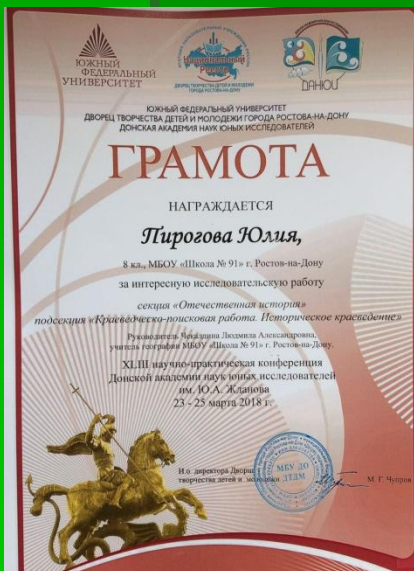 ЮЖНЫЙ
ФЕДЕРАЛЬНЫЙ
УНИВЕРСИТЕТ
ДАНЮИ
ЮЖНЫЙ ФЕДЕРАЛЬНЫЙ УНИВЕРСИТЕТ
ДВОРЕЦ ТВОРЧЕСТВА ДЕТЕЙ И МОЛОДЕЖИ ГОРОДА РОСТОВА-НА-ДОНУ
ДОНСКАЯ АКАДЕМИЯ НАУК ЮНЫХ ИССЛЕДОВАТЕЛЕЙ
ГРАМОТА
НАГРАЖДАЕТСЯ
Пирогова Юлия,
8 кл., МБОУ «Школа № 91» г. Ростов-на-Дону
за интересную исследовательскую работу
секция «Отечественная история»
подсекция «Краеведческо-поисковая работа. Историческое краеведение»
Руководитель Людмила Александровна,
учитель географии МБОУ «Школа № 91» г. Ростов-на-Дону,
XLIII научно-практическая конференция
Донской академии наук юных исследователей
им. Ю.А. Жданова
23 - 25 марта 2018 г.
И.о. директора Дворца
творчества детей и молодежи
МБУ ДО
ДТДМ
М. Г. Чупров